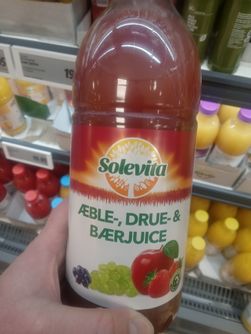 Solevita
ÆBLE-, DRUE- &
BÆRJUICE